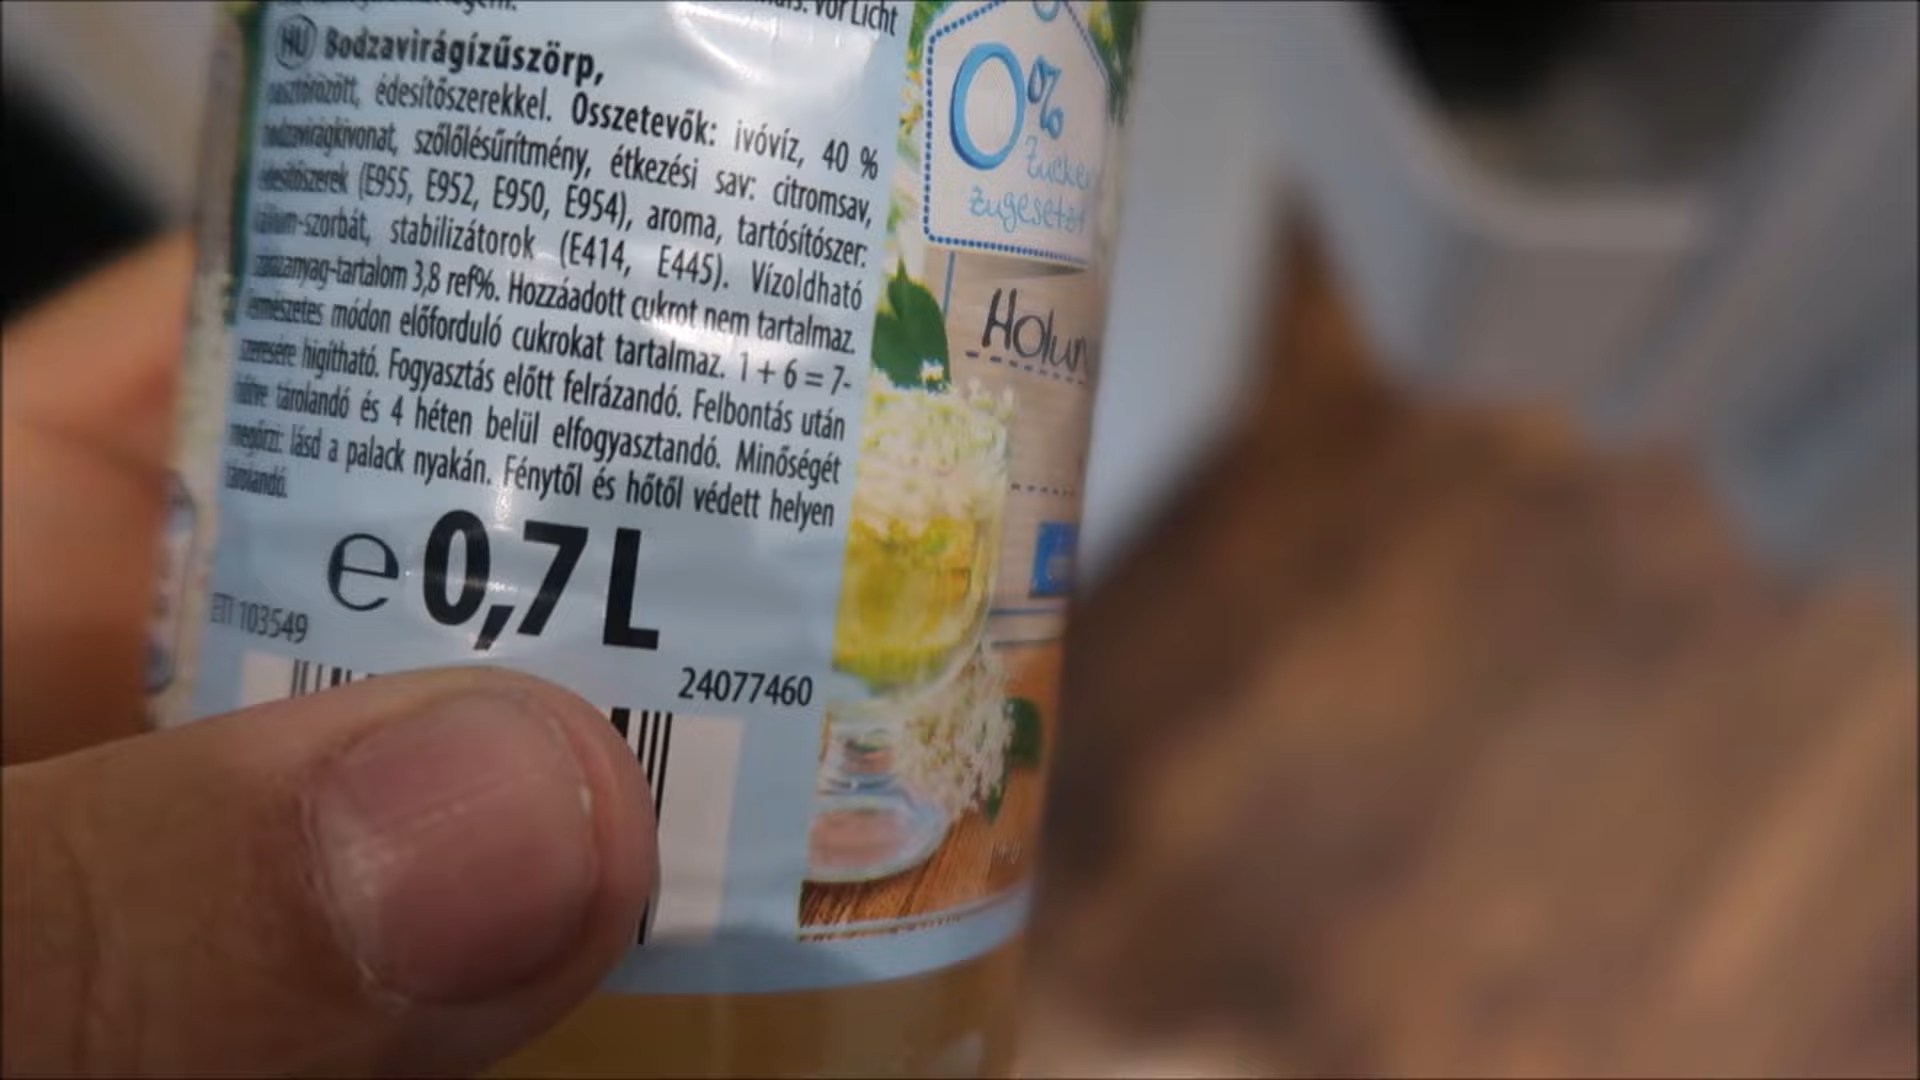 Vor Licht
HU Bodzavirágízűszörp,
pasztőrözött, édesítőszerekkel. Összetevők: ivóvíz, 40 %
bodzavirágkivonat, szőlőlésűrítmény, étkezési sav: citromsav,
édesítőszerek (E955, E952, E950, E954), aroma, tartósítószer:
kálium-szorbát, stabilizátorok (E414, E445). Vízoldható
szárazanyag-tartalom 3,8 ref%. Hozzáadott cukrot nem tartalmaz.
Természetes módon előforduló cukrokat tartalmaz. 1 + 6 = 7-
szeresére higítható. Fogyasztás előtt felrázandó. Felbontás után
hűtve tárolandó és 4 héten belül elfogyasztandó. Minőségét
megőrzi: lásd a palack nyakán. Fénytől és hőtől védett helyen
tárolandó.
e 0,7 L
ETI 103549
24077460
0%
Zucker
zugesetzt
Holun